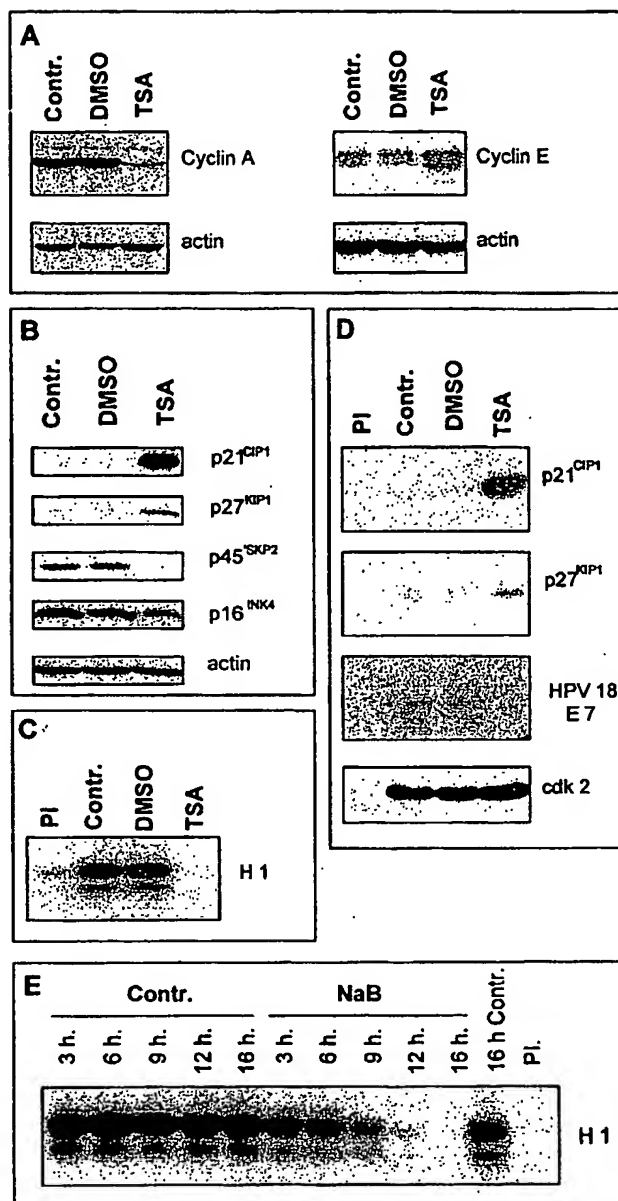 A
Contr.
DMSO
TSA
Cyclin A
actin
Contr.
DMSO
TSA
Cyclin E
actin
B
Contr.
DMSO
TSA
p21CIP1
p27KIP1
p45SKP2
p16INK4
actin
C
PI
Contr.
DMSO
TSA
H 1
D
PI
Contr.
DMSO
TSA
p21CIP1
p27KIP1
HPV 18
E 7
cdk 2
E
Contr.
NaB
3 h.
6 h.
9 h.
12 h.
16 h.
3 h.
6 h.
9 h.
12 h.
16 h.
16 h Contr.
PI.
H 1